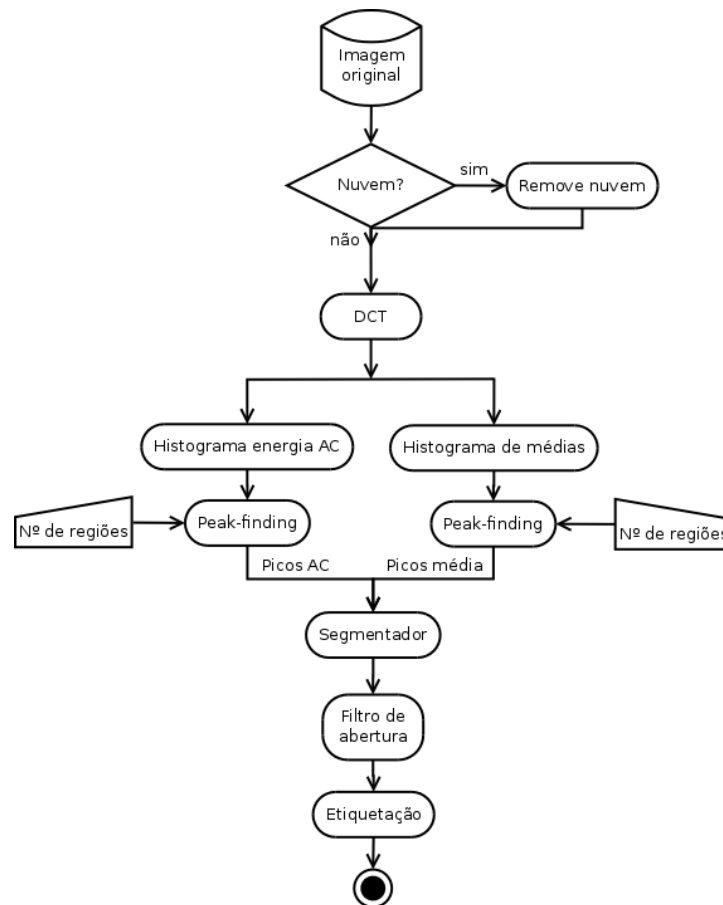 Imagem
original
Nuvem?
sim
Remove nuvem
não
DCT
Histograma energia AC
Histograma de médias
Nº de regiões
Peak-finding
Peak-finding
Nº de regiões
Picos AC
Picos média
Segmentador
Filtro de
abertura
Etiquetação